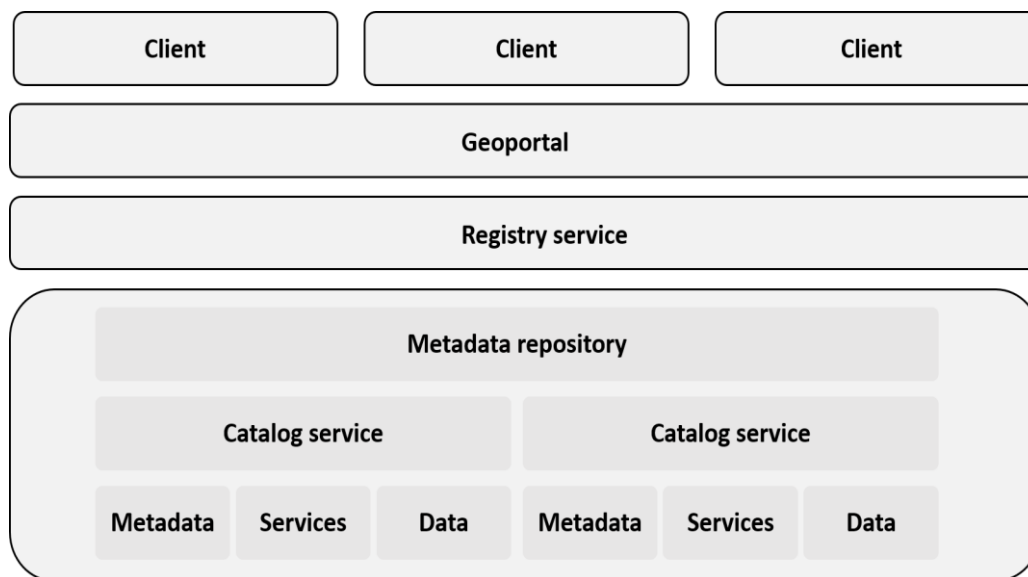 Client Client Client
Geoportal
Registry service
Metadata repository
Catalog service Catalog service
Metadata Services Data Metadata Services Data